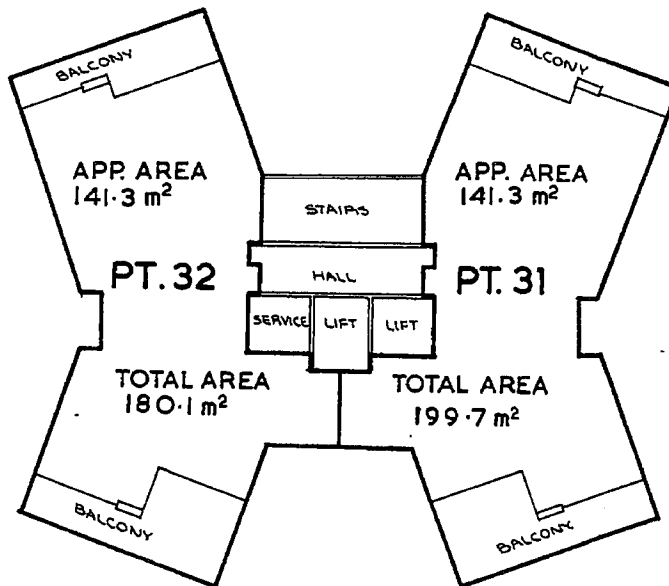 BALCONY
BALCONY
APP. AREA
141.3 m²
APP. AREA
141.3 m²
STAIRS
PT. 32
HALL
PT. 31
SERVICE
LIFT
LIFT
TOTAL AREA
180.1 m²
TOTAL AREA
199.7 m²
BALCONY
BALCONY